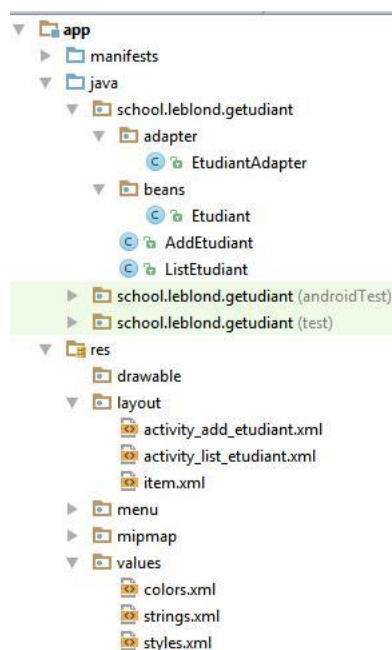 app
manifests
java
school.leblond.getudiant
adapter
C EtudiantAdapter
beans
C Etudiant
C AddEtudiant
C ListEtudiant
school.leblond.getudiant (androidTest)
school.leblond.getudiant (test)
res
drawable
layout
activity_add_etudiant.xml
activity_list_etudiant.xml
item.xml
menu
mipmap
values
colors.xml
strings.xml
styles.xml